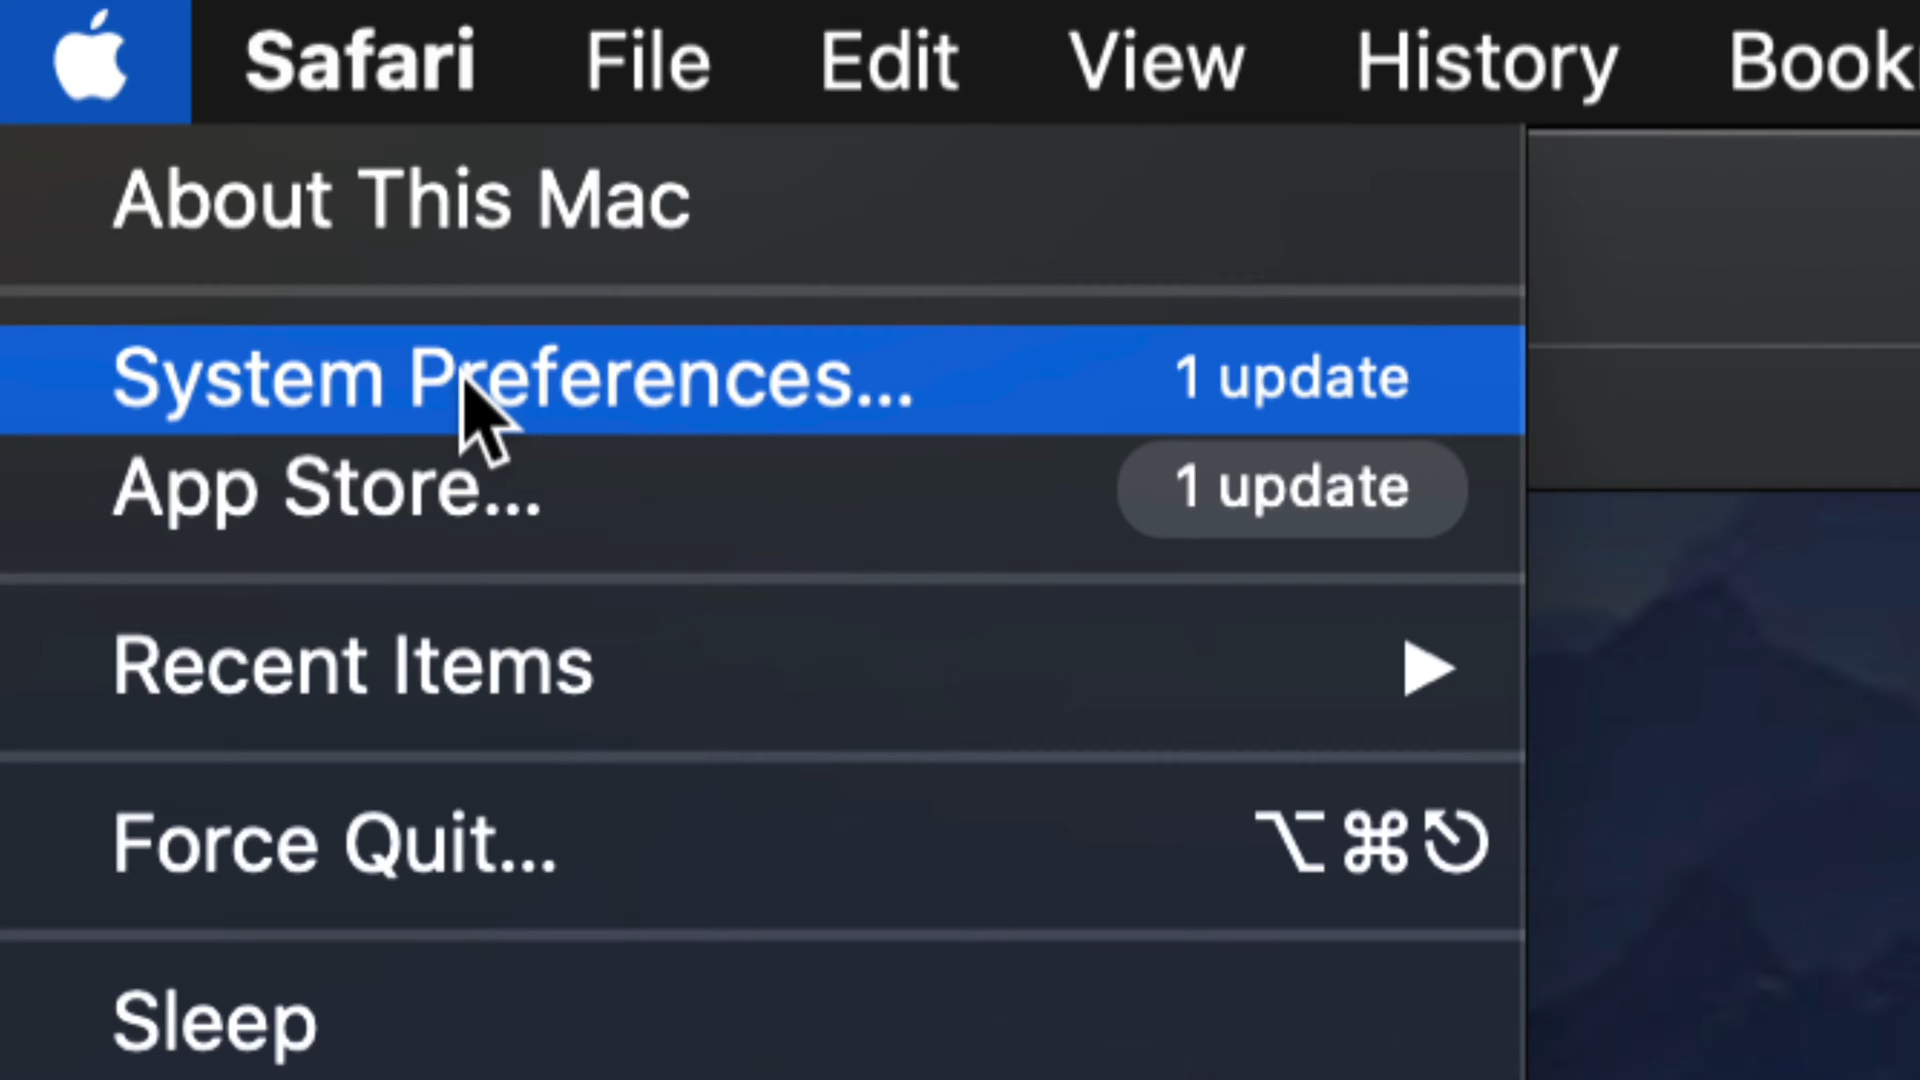 Safari File Edit View History Book
About This Mac
System Preferences... 1 update
App Store... 1 update
Recent Items ▶
Force Quit... ⌥⌘⎋
Sleep